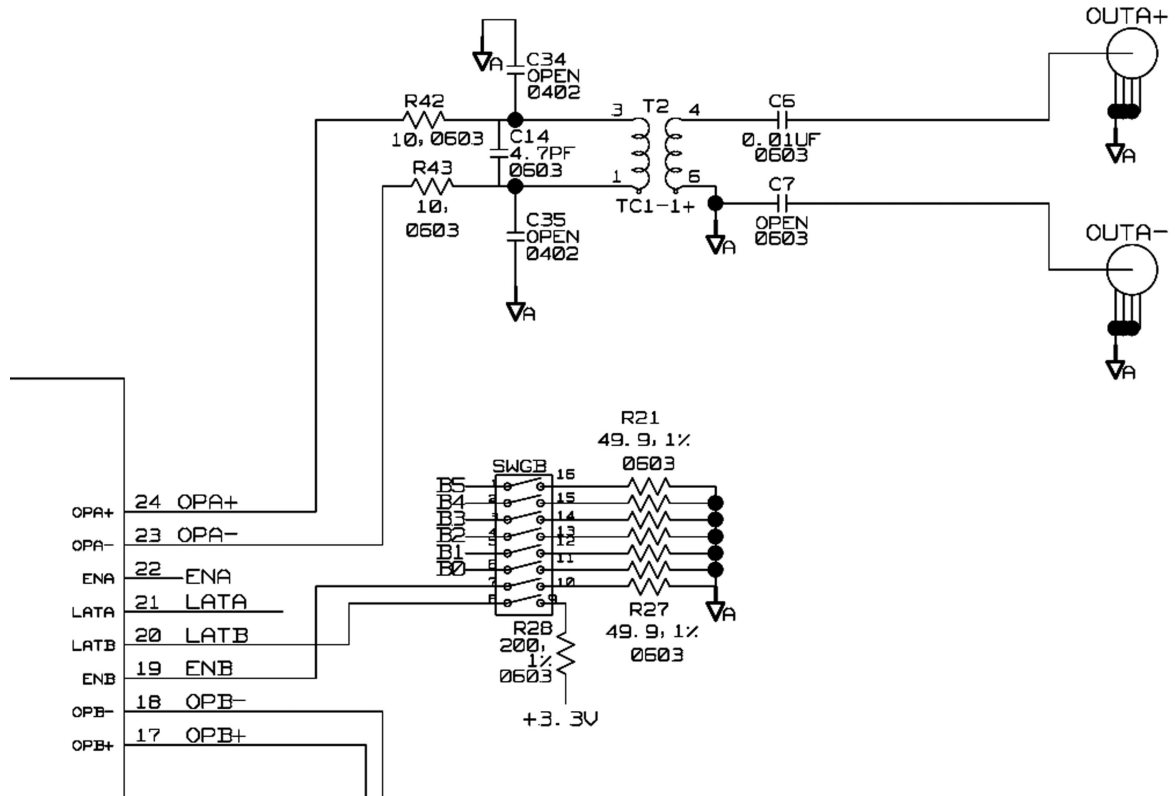 OUTA+
C34
OPEN
0402
A
R42
10, 0603
C14
4.7PF
0603
3
T2
4
C6
0.01UF
0603
A
R43
10,
0603
1
6
TC1-1+
C7
OPEN
0603
A
C35
OPEN
0402
A
OUTA-
A
R21
49.9, 1%
0603
SWGB
B5 1 16
B4 2 15
B3 3 14
B2 4 13
B1 5 12
B0 6 11
7 10
8 9
A
R27
49.9, 1%
0603
R28
200,
1%
0603
+3.3V
OPA+ 24 OPA+
OPA- 23 OPA-
ENA 22 ENA
LATA 21 LATA
LATB 20 LATB
ENB 19 ENB
OPB- 18 OPB-
OPB+ 17 OPB+